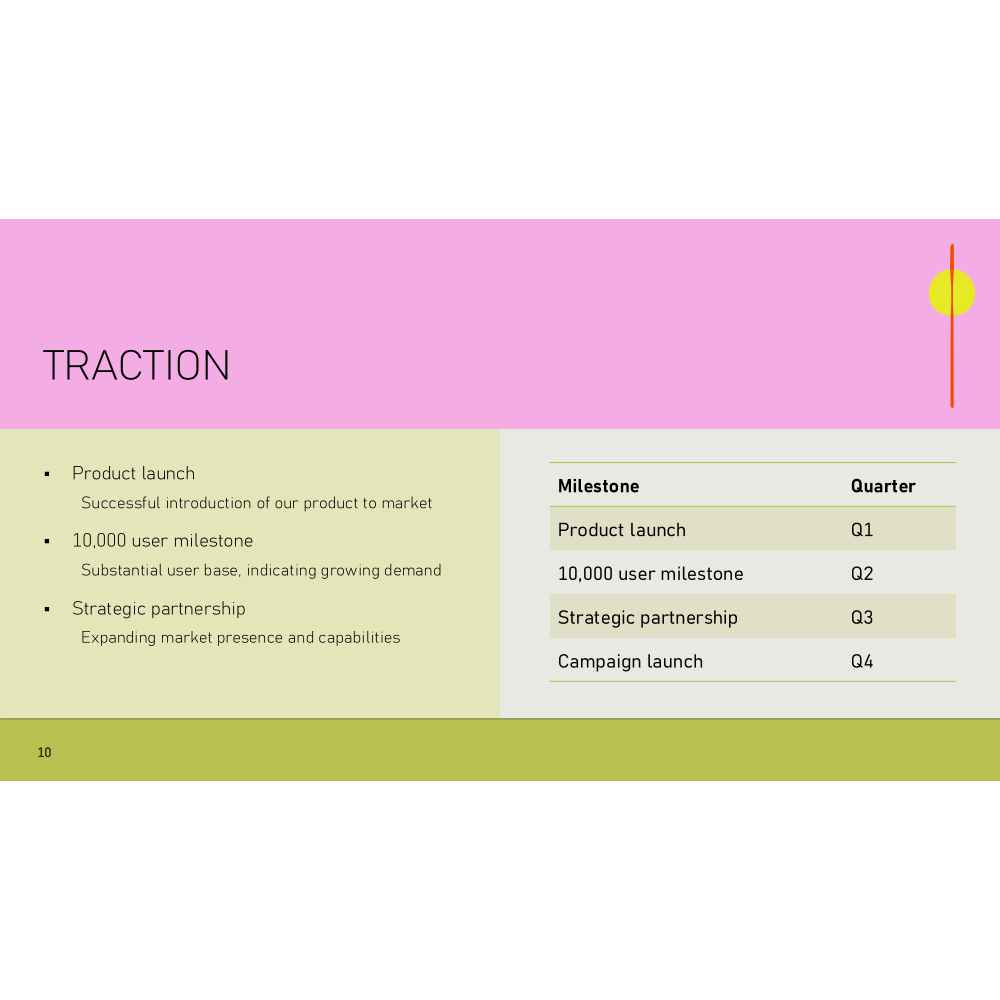 TRACTION
▪ Product launch
Successful introduction of our product to market
▪ 10,000 user milestone
Substantial user base, indicating growing demand
▪ Strategic partnership
Expanding market presence and capabilities
Milestone Quarter
Product launch Q1
10,000 user milestone Q2
Strategic partnership Q3
Campaign launch Q4
10